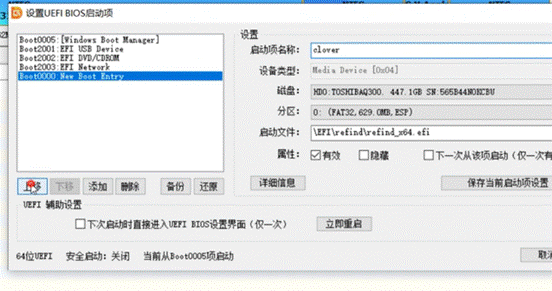 设置UEFI BIOS启动项
Boot0005:[Windows Boot Manager]
Boot2001:EFI USB Device
Boot2002:EFI DVD/CDROM
Boot2003:EFI Network
Boot0000 New Boot Entry
上移 下移 添加 删除 备份 还原
设置
启动项名称: clover
设备类型: Media Device [0x04]
磁盘: HD0:TOSHIBAQ300. 447.1GB SN:565B44N0KCBU
分区: 0: (FAT32,629.0MB,ESP)
启动文件: \EFI\refind\refind_x64.efi
属性: 有效 隐藏 下一次从该项启动(仅一次有
详细信息 保存当前启动项设置
UEFI 辅助设置
下次启动时直接进入UEFI BIOS设置界面(仅一次) 立即重启
64位UEFI 安全启动: 关闭 当前从Boot0005项启动 取消